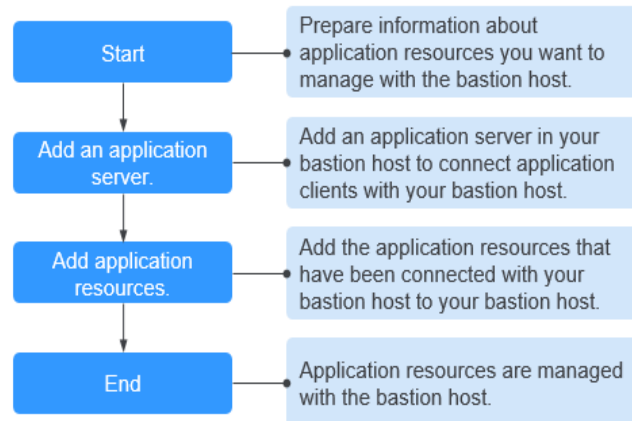 Start
Prepare information about
application resources you want to
manage with the bastion host.
Add an application
server.
Add an application server in your
bastion host to connect application
clients with your bastion host.
Add application
resources.
Add the application resources that
have been connected with your
bastion host to your bastion host.
End
Application resources are managed
with the bastion host.